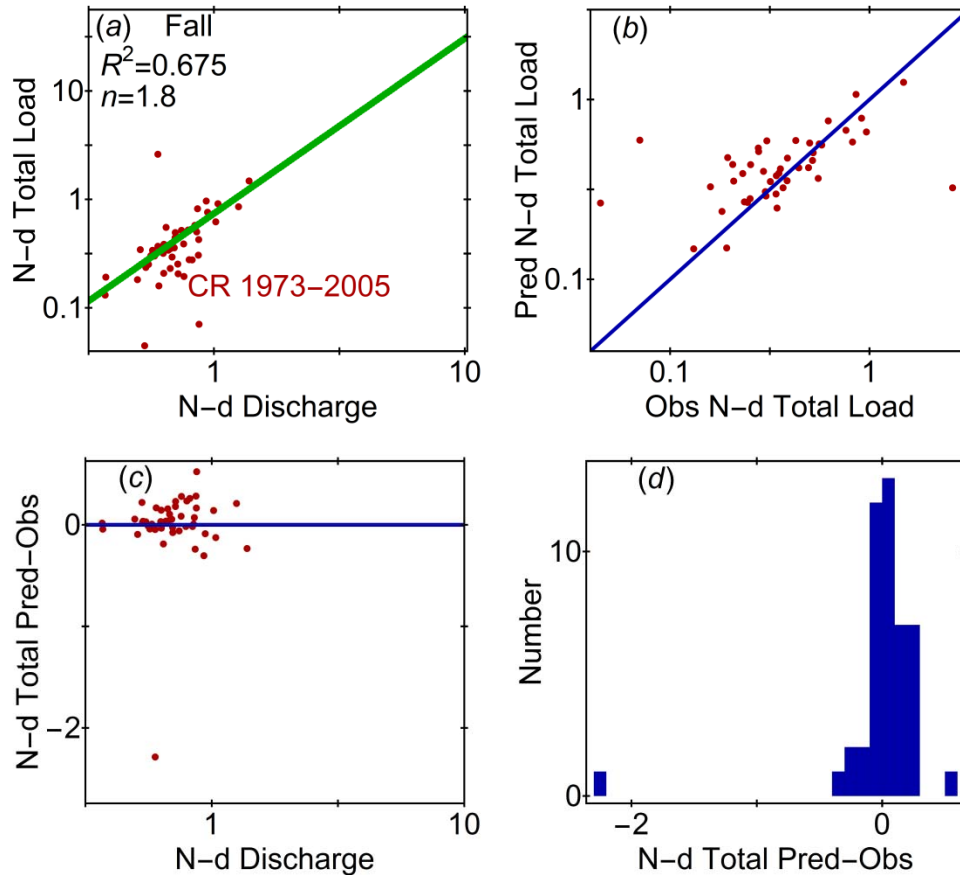 (a) Fall
R²=0.675
n=1.8
N-d Total Load
10
1
0.1
CR 1973-2005
1
10
N-d Discharge
(b)
Pred N-d Total Load
1
0.1
0.1
1
Obs N-d Total Load
(c)
N-d Total Pred-Obs
0
-2
1
10
N-d Discharge
(d)
Number
10
0
-2
0
N-d Total Pred-Obs